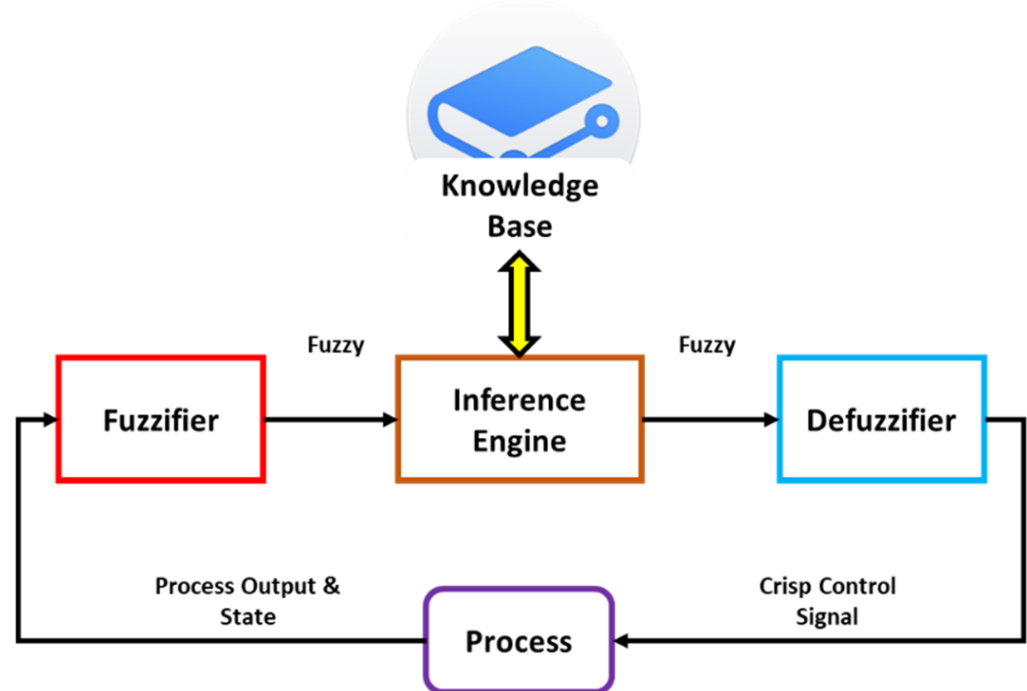 Knowledge
Base
Fuzzy
Fuzzy
Fuzzifier
Inference
Engine
Defuzzifier
Process Output &
State
Crisp Control
Signal
Process